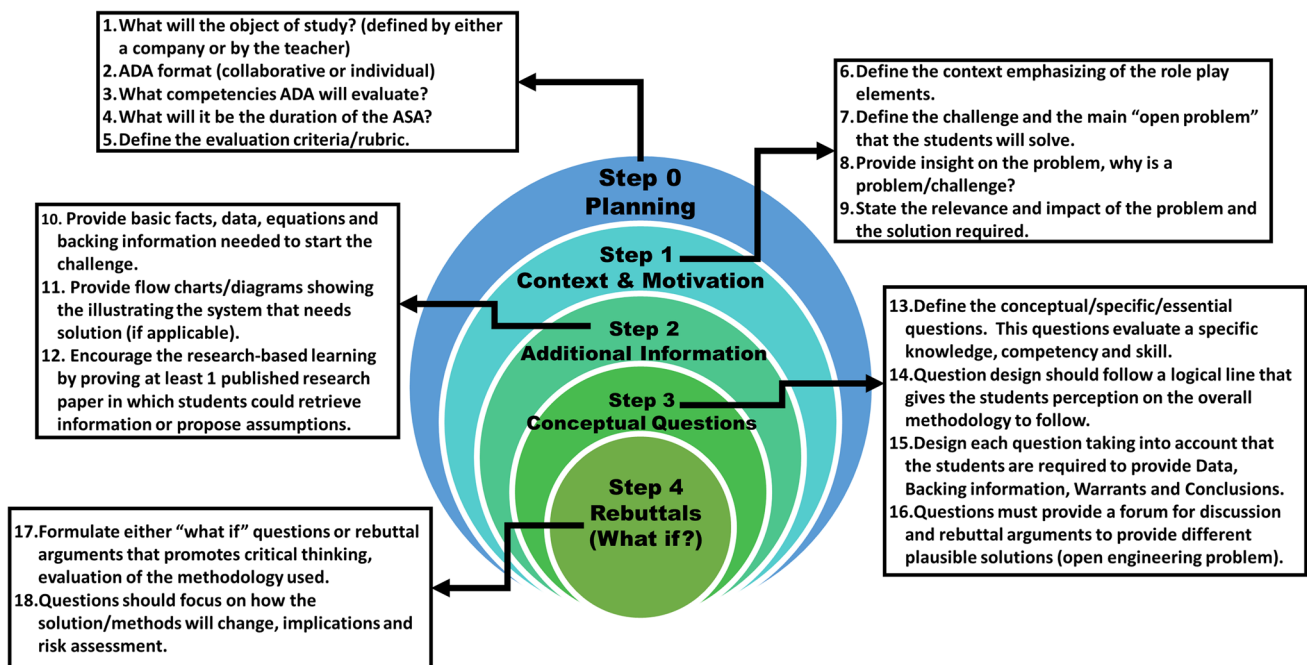 1.What will the object of study? (defined by either
a company or by the teacher)
2.ADA format (collaborative or individual)
3.What competencies ADA will evaluate?
4.What will it be the duration of the ASA?
5.Define the evaluation criteria/rubric.
6.Define the context emphasizing of the role play
elements.
7.Define the challenge and the main “open problem”
that the students will solve.
8.Provide insight on the problem, why is a
problem/challenge?
9.State the relevance and impact of the problem and
the solution required.
Step 0
Planning
Step 1
Context & Motivation
10. Provide basic facts, data, equations and
backing information needed to start the
challenge.
11. Provide flow charts/diagrams showing
the illustrating the system that needs
solution (if applicable).
12. Encourage the research-based learning
by proving at least 1 published research
paper in which students could retrieve
information or propose assumptions.
Step 2
Additional Information
Step 3
Conceptual Questions
13.Define the conceptual/specific/essential
questions. This questions evaluate a specific
knowledge, competency and skill.
14.Question design should follow a logical line that
gives the students perception on the overall
methodology to follow.
15.Design each question taking into account that
the students are required to provide Data,
Backing information, Warrants and Conclusions.
16.Questions must provide a forum for discussion
and rebuttal arguments to provide different
plausible solutions (open engineering problem).
Step 4
Rebuttals
(What if?)
17.Formulate either “what if” questions or rebuttal
arguments that promotes critical thinking,
evaluation of the methodology used.
18.Questions should focus on how the
solution/methods will change, implications and
risk assessment.